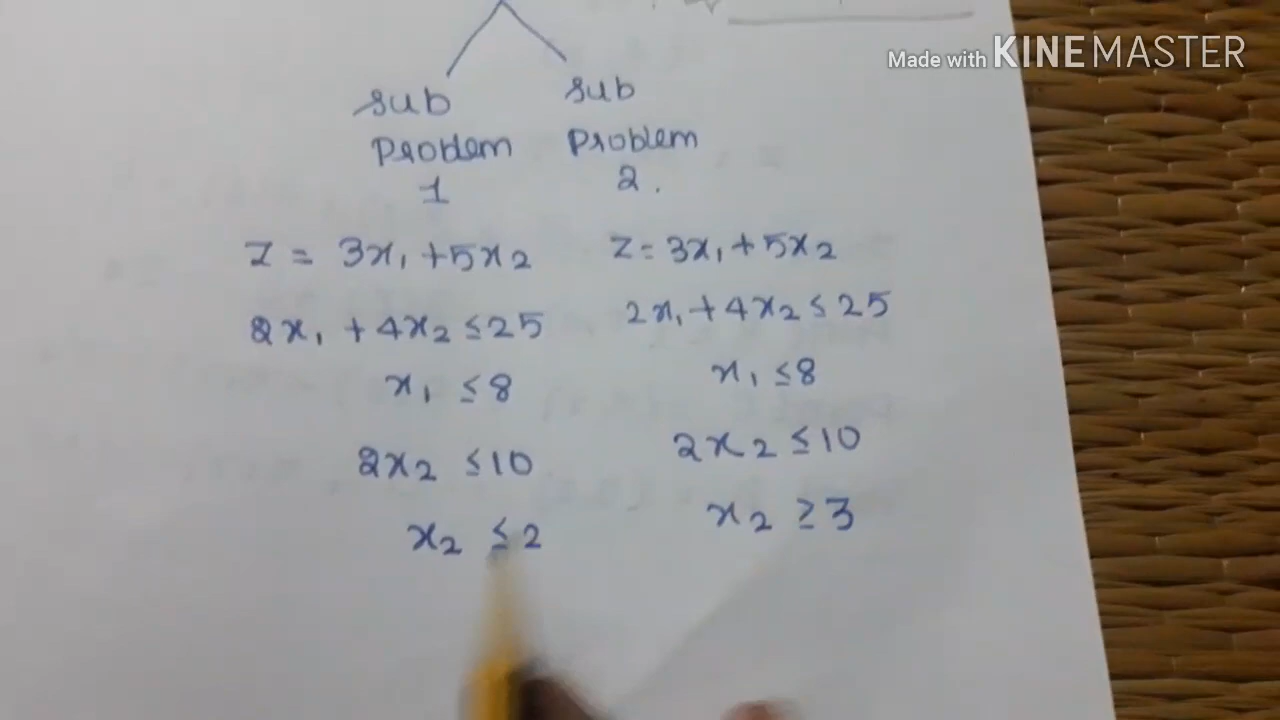 Made with KINEMASTER
sub
Problem
1
sub
Problem
2.
Z = 3x₁ + 5x₂
2x₁ + 4x₂ ≤ 25
x₁ ≤ 8
2x₂ ≤ 10
x₂ ≤ 2
Z = 3x₁ + 5x₂
2x₁ + 4x₂ ≤ 25
x₁ ≤ 8
2x₂ ≤ 10
x₂ ≥ 3